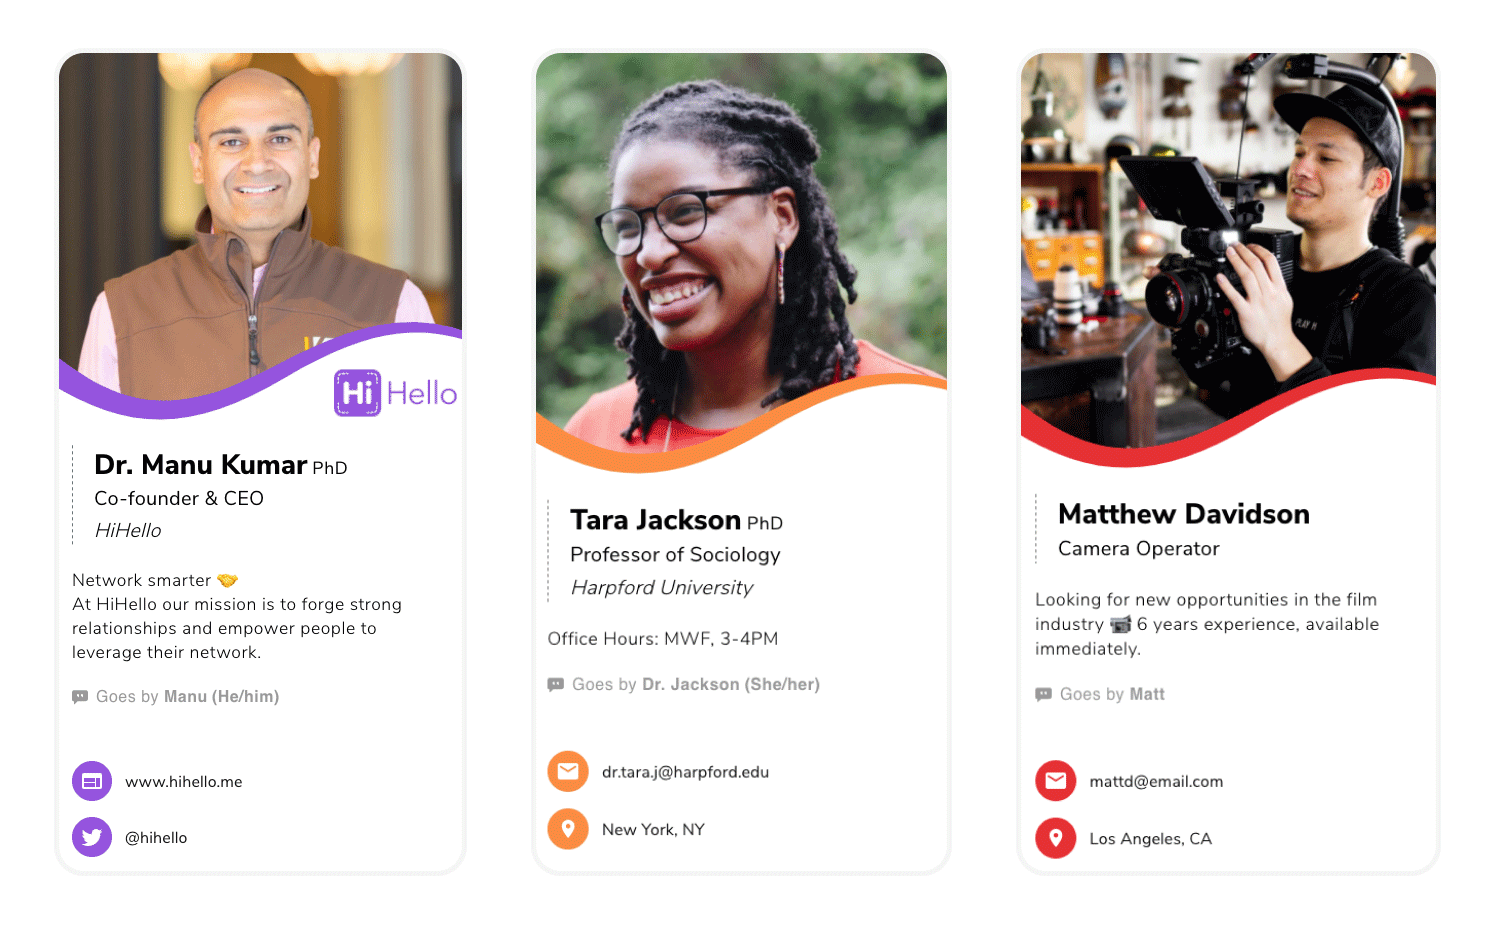 Hi Hello
Dr. Manu Kumar PhD
Co-founder & CEO
HiHello
Network smarter 🤝
At HiHello our mission is to forge strong
relationships and empower people to
leverage their network.
Goes by Manu (He/him)
www.hihello.me
@hihello
Tara Jackson PhD
Professor of Sociology
Harpford University
Office Hours: MWF, 3-4PM
Goes by Dr. Jackson (She/her)
dr.tara.j@harpford.edu
New York, NY
PLAY H
Matthew Davidson
Camera Operator
Looking for new opportunities in the film
industry 📹 6 years experience, available
immediately.
Goes by Matt
mattd@email.com
Los Angeles, CA